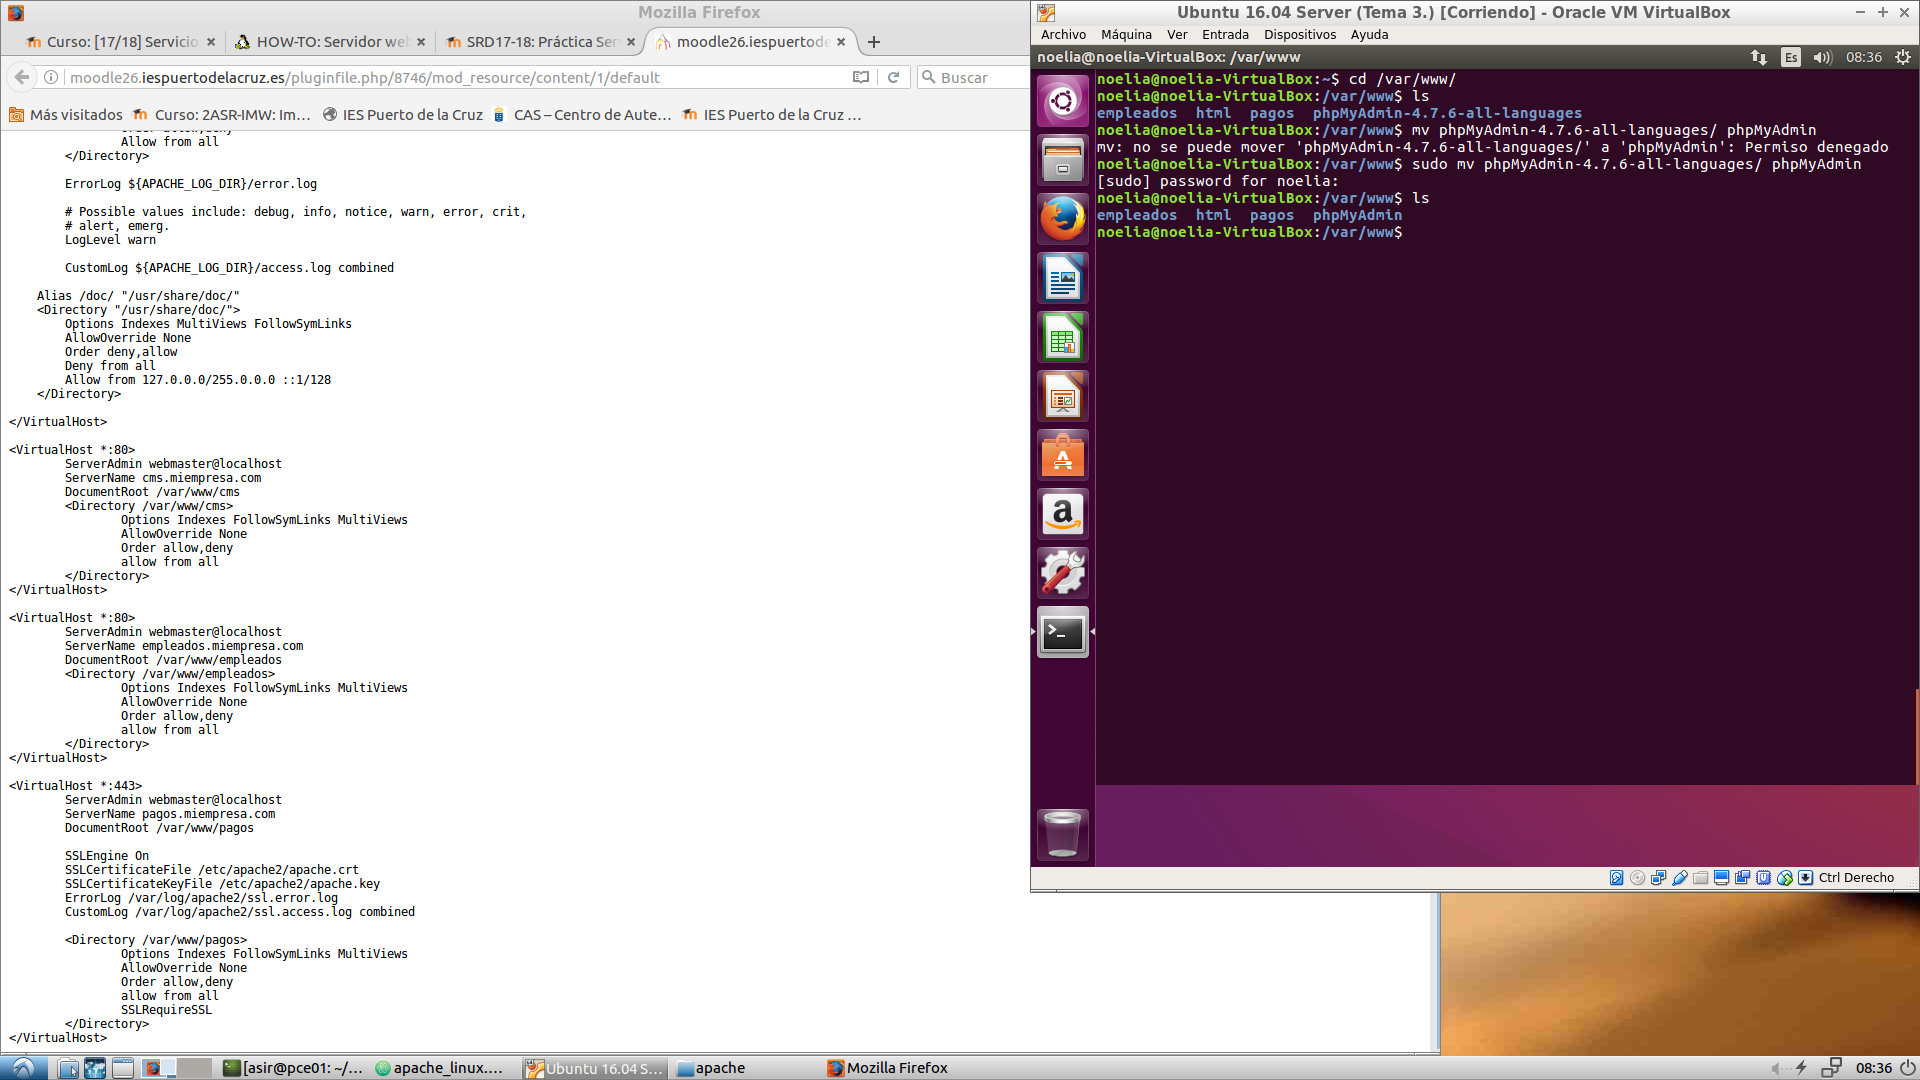 Mozilla Firefox
Curso: [17/18] Servicio
HOW-TO: Servidor we
SRD17-18: Práctica Ser
moodle26.iespuertode
moodle26.iespuertodelacruz.es/pluginfile.php/8746/mod_resource/content/1/default
Buscar
Más visitados
Curso: 2ASR-IMW: Im...
IES Puerto de la Cruz
CAS – Centro de Aute...
IES Puerto de la Cruz ...
Order allow,deny
Allow from all
</Directory>
ErrorLog ${APACHE_LOG_DIR}/error.log
# Possible values include: debug, info, notice, warn, error, crit,
# alert, emerg.
LogLevel warn
CustomLog ${APACHE_LOG_DIR}/access.log combined
Alias /doc/ "/usr/share/doc/"
<Directory "/usr/share/doc/">
Options Indexes MultiViews FollowSymLinks
AllowOverride None
Order deny,allow
Deny from all
Allow from 127.0.0.0/255.0.0.0 ::1/128
</Directory>
</VirtualHost>
<VirtualHost *:80>
ServerAdmin webmaster@localhost
ServerName cms.miempresa.com
DocumentRoot /var/www/cms
<Directory /var/www/cms>
Options Indexes FollowSymLinks MultiViews
AllowOverride None
Order allow,deny
allow from all
</Directory>
</VirtualHost>
<VirtualHost *:80>
ServerAdmin webmaster@localhost
ServerName empleados.miempresa.com
DocumentRoot /var/www/empleados
<Directory /var/www/empleados>
Options Indexes FollowSymLinks MultiViews
AllowOverride None
Order allow,deny
allow from all
</Directory>
</VirtualHost>
<VirtualHost *:443>
ServerAdmin webmaster@localhost
ServerName pagos.miempresa.com
DocumentRoot /var/www/pagos
SSLEngine On
SSLCertificateFile /etc/apache2/apache.crt
SSLCertificateKeyFile /etc/apache2/apache.key
ErrorLog /var/log/apache2/ssl.error.log
CustomLog /var/log/apache2/ssl.access.log combined
<Directory /var/www/pagos>
Options Indexes FollowSymLinks MultiViews
AllowOverride None
Order allow,deny
allow from all
SSLRequireSSL
</Directory>
</VirtualHost>
Ubuntu 16.04 Server (Tema 3.) [Corriendo] - Oracle VM VirtualBox
Archivo Máquina Ver Entrada Dispositivos Ayuda
noelia@noelia-VirtualBox: /var/www
Es
08:36
noelia@noelia-VirtualBox:~$ cd /var/www/
noelia@noelia-VirtualBox:/var/www$ ls
empleados html pagos phpMyAdmin-4.7.6-all-languages
noelia@noelia-VirtualBox:/var/www$ mv phpMyAdmin-4.7.6-all-languages/ phpMyAdmin
mv: no se puede mover 'phpMyAdmin-4.7.6-all-languages/' a 'phpMyAdmin': Permiso denegado
noelia@noelia-VirtualBox:/var/www$ sudo mv phpMyAdmin-4.7.6-all-languages/ phpMyAdmin
[sudo] password for noelia:
noelia@noelia-VirtualBox:/var/www$ ls
empleados html pagos phpMyAdmin
noelia@noelia-VirtualBox:/var/www$
Ctrl Derecho
[asir@pce01: ~/...
apache_linux....
Ubuntu 16.04 S...
apache
Mozilla Firefox
08:36